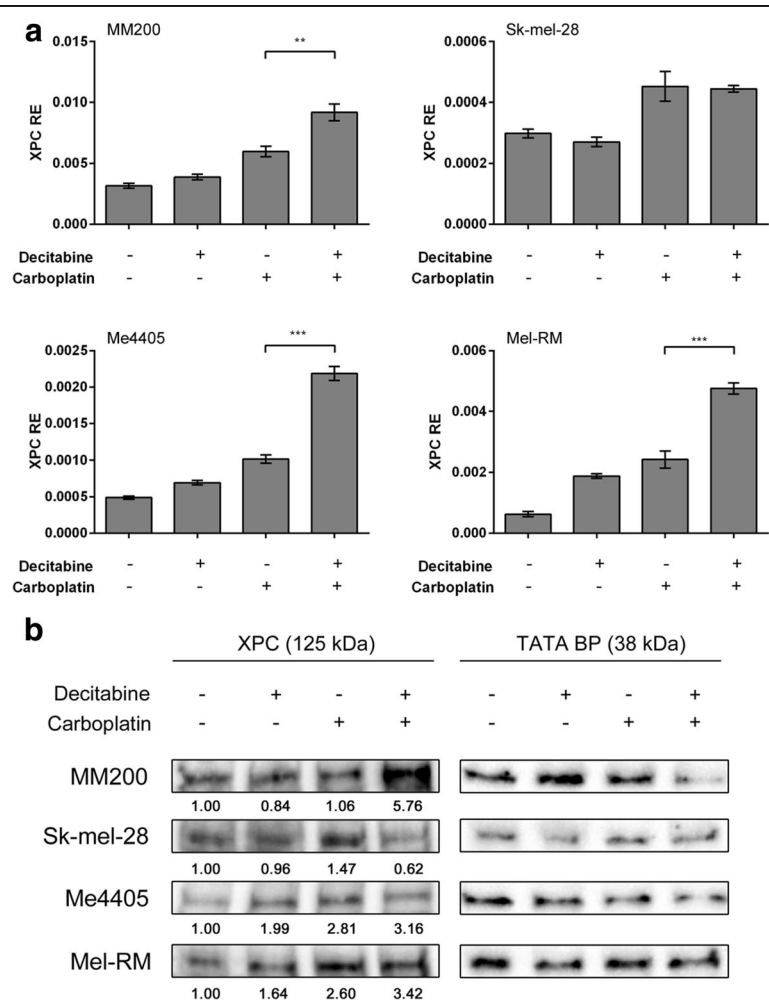 a
MM200
XPC RE
0.015
0.010
0.005
0.000
**
Decitabine - + - +
Carboplatin - - + +
Sk-mel-28
XPC RE
0.0006
0.0004
0.0002
0.0000
Decitabine - + - +
Carboplatin - - + +
Me4405
XPC RE
0.0025
0.0020
0.0015
0.0010
0.0005
0.0000
***
Decitabine - + - +
Carboplatin - - + +
Mel-RM
XPC RE
0.006
0.004
0.002
0.000
***
Decitabine - + - +
Carboplatin - - + +
b
XPC (125 kDa) TATA BP (38 kDa)
Decitabine - + - + - + - +
Carboplatin - - + + - - + +
MM200
1.00 0.84 1.06 5.76
Sk-mel-28
1.00 0.96 1.47 0.62
Me4405
1.00 1.99 2.81 3.16
Mel-RM
1.00 1.64 2.60 3.42